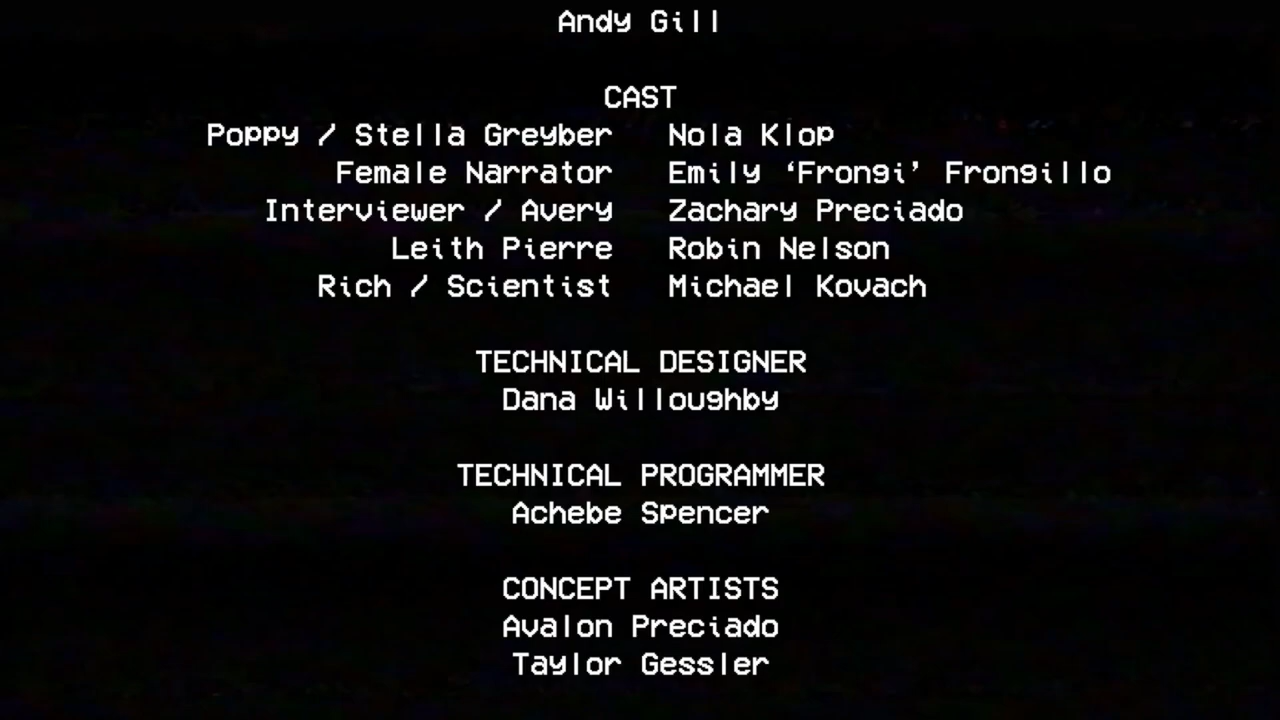 Andy Gill
CAST
Poppy / Stella Greyber Nola Klop
Female Narrator Emily ‘Frongi’ Frongillo
Interviewer / Avery Zachary Preciado
Leith Pierre Robin Nelson
Rich / Scientist Michael Kovach
TECHNICAL DESIGNER
Dana Willoughby
TECHNICAL PROGRAMMER
Achebe Spencer
CONCEPT ARTISTS
Avalon Preciado
Taylor Gessler